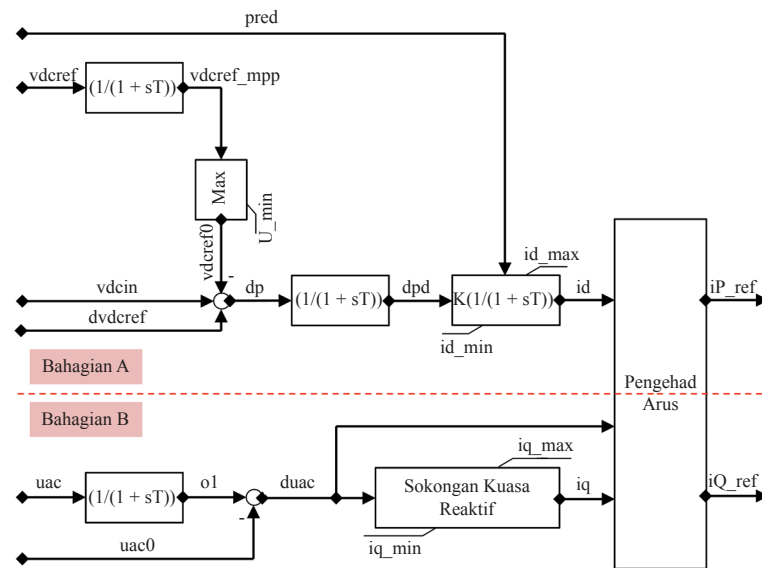 pred
vdcref
(1/(1 + sT))
vdcref_mpp
Max
U_min
vdcref0
-
vdcin
dp
(1/(1 + sT))
dpd
id_max
K(1/(1 + sT))
id
id_min
dvdcref
iP_ref
Bahagian A
Pengehad
Arus
Bahagian B
uac
(1/(1 + sT))
o1
-
duac
iq_max
Sokongan Kuasa
Reaktif
iq
iq_min
iQ_ref
uac0